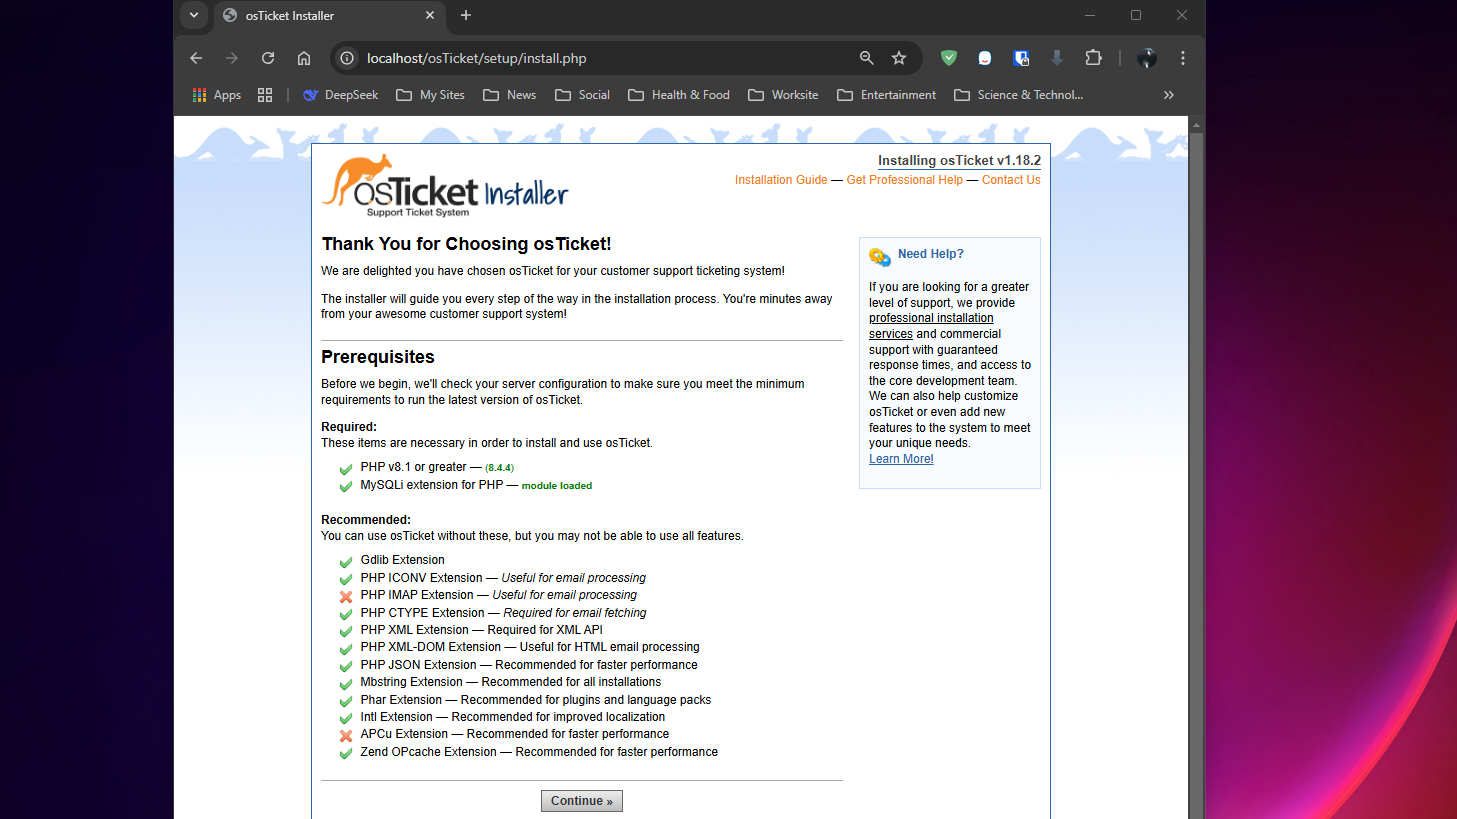 osTicket Installer
localhost/osTicket/setup/install.php
Apps
DeepSeek
My Sites
News
Social
Health & Food
Worksite
Entertainment
Science & Technol...
osTicket Installer
Support Ticket System
Installing osTicket v1.18.2
Installation Guide — Get Professional Help — Contact Us
Thank You for Choosing osTicket!
We are delighted you have chosen osTicket for your customer support ticketing system!
The installer will guide you every step of the way in the installation process. You're minutes away
from your awesome customer support system!
Prerequisites
Before we begin, we'll check your server configuration to make sure you meet the minimum
requirements to run the latest version of osTicket.
Required:
These items are necessary in order to install and use osTicket.
PHP v8.1 or greater — (8.4.4)
MySQLi extension for PHP — module loaded
Recommended:
You can use osTicket without these, but you may not be able to use all features.
Gdlib Extension
PHP ICONV Extension — Useful for email processing
PHP IMAP Extension — Useful for email processing
PHP CTYPE Extension — Required for email fetching
PHP XML Extension — Required for XML API
PHP XML-DOM Extension — Useful for HTML email processing
PHP JSON Extension — Recommended for faster performance
Mbstring Extension — Recommended for all installations
Phar Extension — Recommended for plugins and language packs
Intl Extension — Recommended for improved localization
APCu Extension — Recommended for faster performance
Zend OPcache Extension — Recommended for faster performance
Continue »
Need Help?
If you are looking for a greater
level of support, we provide
professional installation
services and commercial
support with guaranteed
response times, and access to
the core development team.
We can also help customize
osTicket or even add new
features to the system to meet
your unique needs.
Learn More!